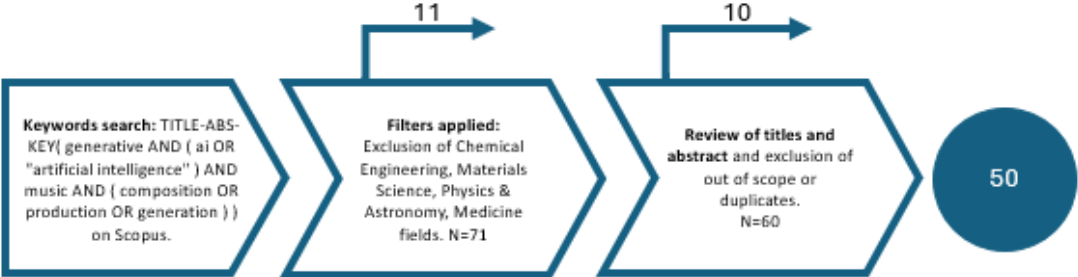 11
10
Keywords search: TITLE-ABS-
KEY( generative AND ( ai OR
"artificial intelligence" ) AND
music AND ( composition OR
production OR generation ) )
on Scopus.
Filters applied:
Exclusion of Chemical
Engineering, Materials
Science, Physics &
Astronomy, Medicine
fields. N=71
Review of titles and
abstract and exclusion of
out of scope or
duplicates.
N=60
50